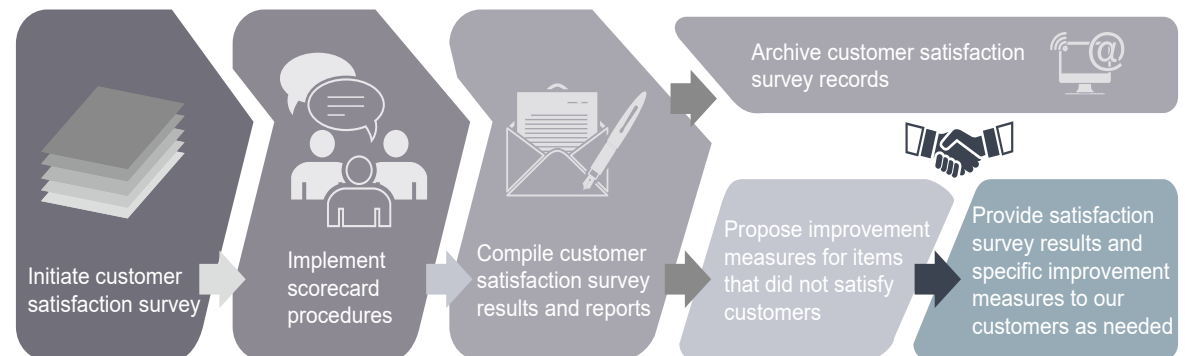 Initiate customer
satisfaction survey
Implement
scorecard
procedures
Compile customer
satisfaction survey
results and reports
Archive customer satisfaction
survey records
@
Propose improvement
measures for items
that did not satisfy
customers
Provide satisfaction
survey results and
specific improvement
measures to our
customers as needed